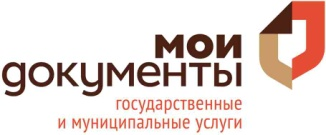 мои
документы
государственные
и муниципальные услуги